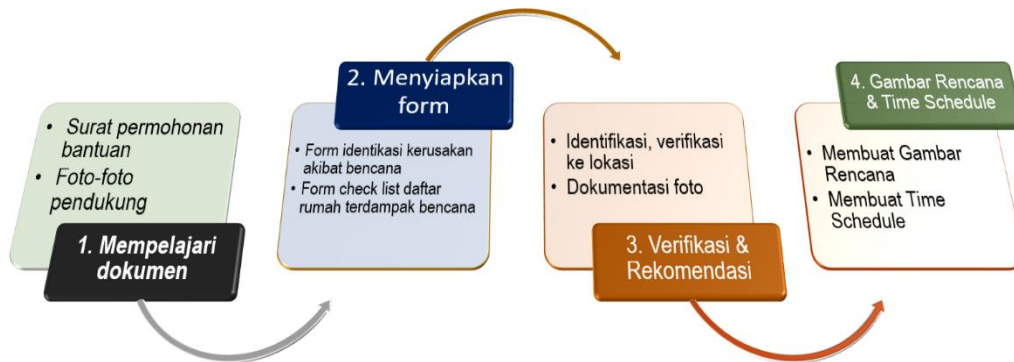 • Surat permohonan
bantuan
• Foto-foto
pendukung
1. Mempelajari
dokumen
2. Menyiapkan
form
• Form identikasi kerusakan
akibat bencana
• Form check list daftar
rumah terdampak bencana
• Identifikasi, verifikasi
ke lokasi
• Dokumentasi foto
3. Verifikasi &
Rekomendasi
4. Gambar Rencana
& Time Schedule
• Membuat Gambar
Rencana
• Membuat Time
Schedule